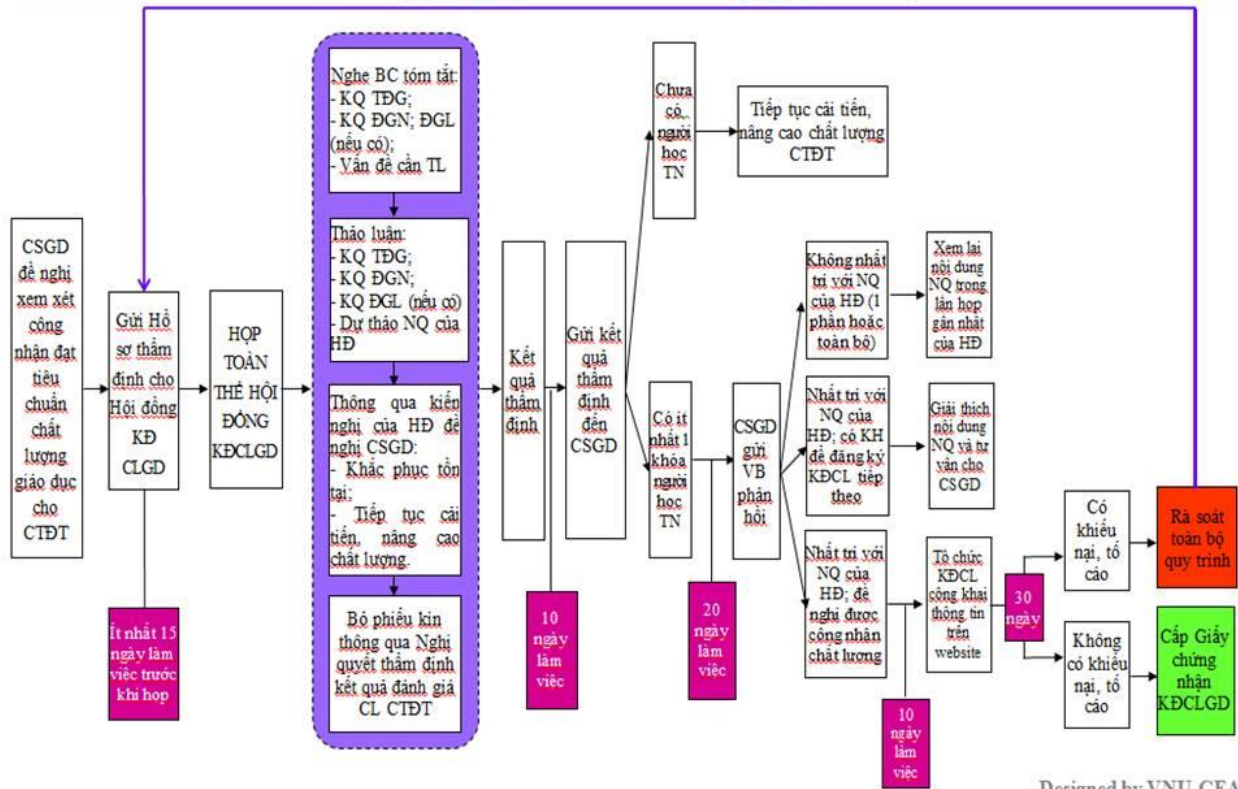 CSGD
đề nghị
xem xét
công
nhận đạt
tiêu
chuẩn
chất
lượng
giáo dục
cho
CTĐT
Gửi Hồ
sơ thẩm
định cho
Hội đồng
KĐ
CLGD
Ít nhất 15
ngày làm
việc trước
khi họp
HỌP
TOÀN
THỂ HỘI
ĐỒNG
KĐCLGD
Nghe BC tóm tắt:
- KQ TĐG;
- KQ ĐGN; ĐGL
(nếu có);
- Vấn đề cần TL
Thảo luận:
- KQ TĐG;
- KQ ĐGN;
- KQ ĐGL (nếu có)
- Dự thảo NQ của
HĐ
Thông qua kiến
nghị của HĐ đề
nghị CSGD:
- Khắc phục tồn
tại;
- Tiếp tục cải
tiến, nâng cao
chất lượng.
Bỏ phiếu kín
thông qua Nghị
quyết thẩm định
kết quả đánh giá
CL CTĐT
Kết
quả
thẩm
định
10
ngày
làm
việc
Gửi kết
quả
thẩm
định
đến
CSGD
Chưa
có
người
học
TN
Tiếp tục cải tiến,
nâng cao chất lượng
CTĐT
Có ít
nhất 1
khóa
người
học
TN
20
ngày
làm
việc
CSGD
gửi
VB
phản
hồi
Không nhất
trí với NQ
của HĐ (1
phần hoặc
toàn bộ)
Xem lại
nội dung
NQ trong
lần họp
gần nhất
của HĐ
Nhất trí với
NQ của
HĐ; có KH
để đăng ký
KĐCL tiếp
theo
Giải thích
nội dung
NQ và tư
vấn cho
CSGD
Nhất trí với
NQ của
HĐ; đề
nghị được
công nhận
chất lượng
10
ngày
làm
việc
Tổ chức
KĐCL
công khai
thông tin
trên
website
30
ngày
Có
khiếu
nại, tố
cáo
Rà soát
toàn bộ
quy trình
Không
có khiếu
nại, tố
cáo
Cấp Giấy
chứng
nhận
KĐCLGD
Designed by VNU-CEA